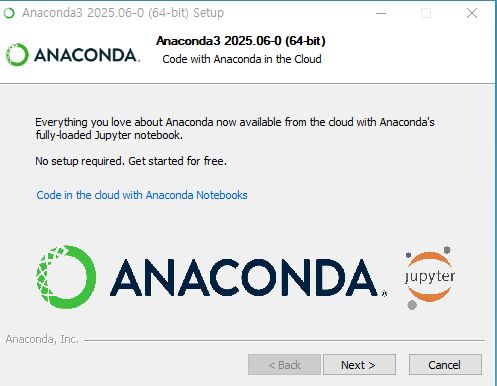 Anaconda3 2025.06-0 (64-bit) Setup
ANACONDA.
Anaconda3 2025.06-0 (64-bit)
Code with Anaconda in the Cloud
Everything you love about Anaconda now available from the cloud with Anaconda's
fully-loaded Jupyter notebook.
No setup required. Get started for free.
Code in the cloud with Anaconda Notebooks
ANACONDA®
jupyter
Anaconda, Inc.
< Back
Next >
Cancel